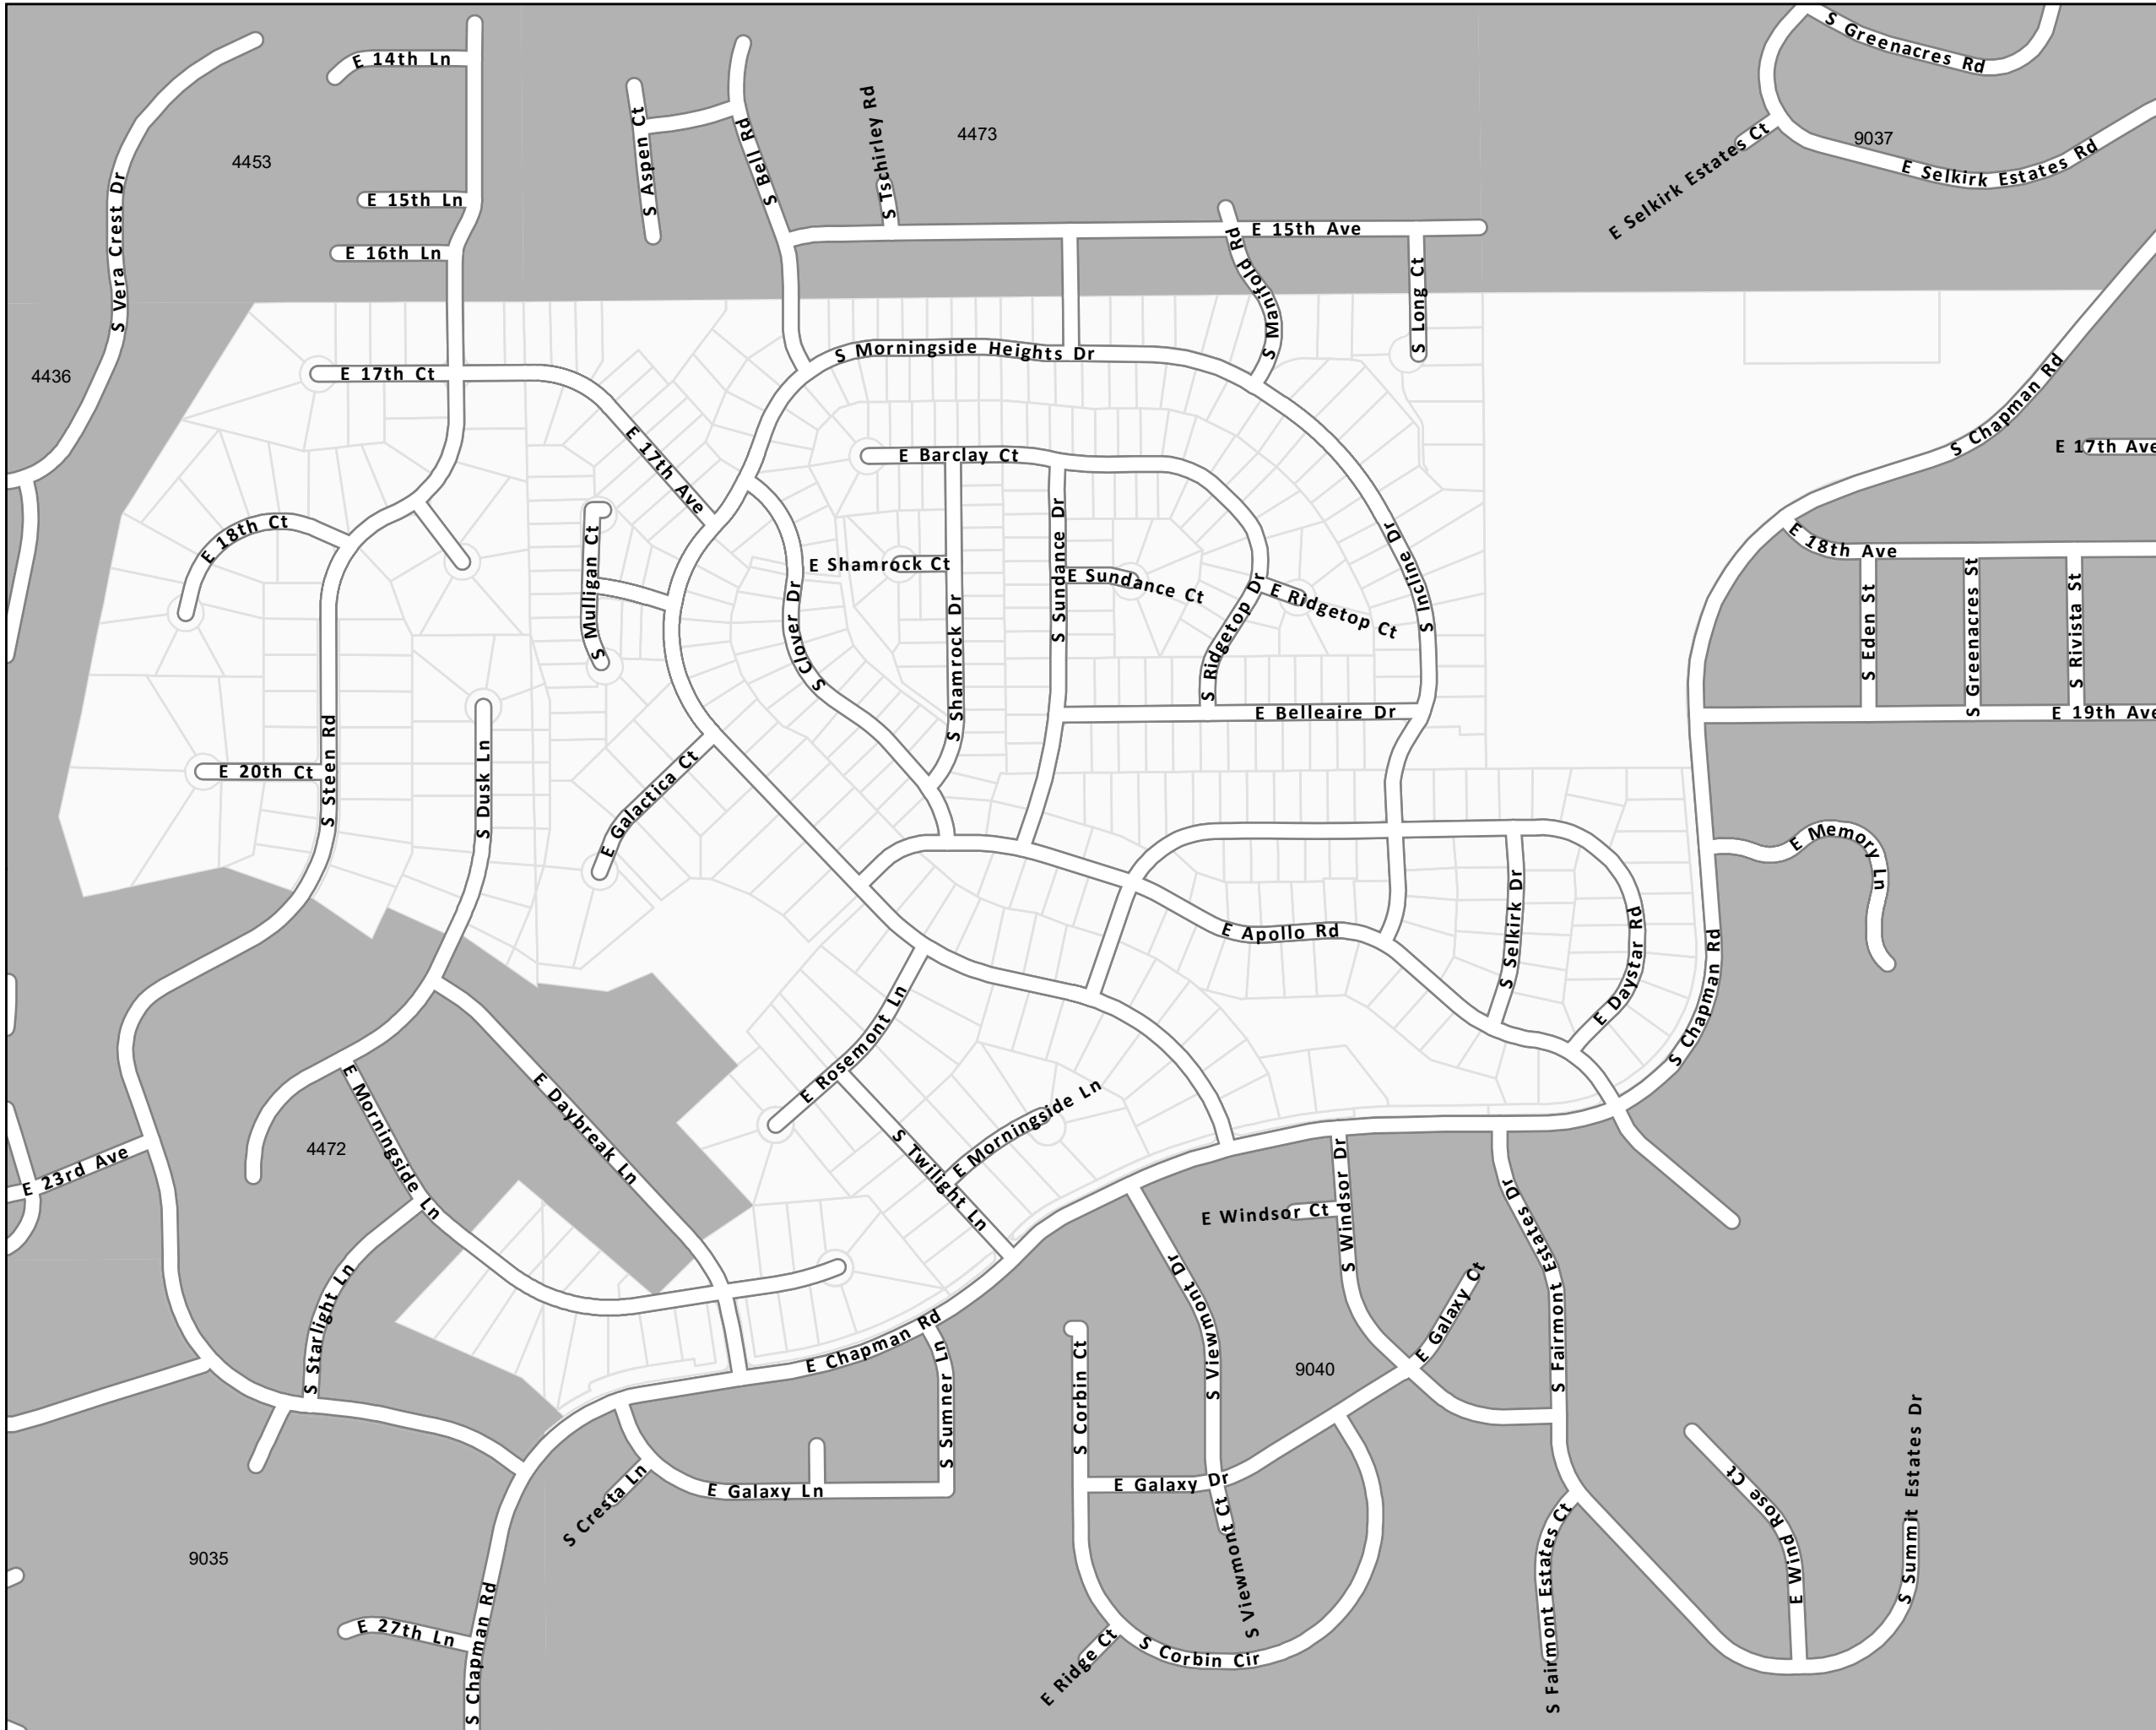 S Greenacres Rd
E 14th Ln
S Tschirley Rd
S Aspen Ct
S Bell Rd
4473
9037
E Selkirk Estates Ct
E Selkirk Estates Rd
4453
E 15th Ln
S Vera Crest Dr
E 16th Ln
E 15th Ave
S Manifold Rd
S Long Ct
S Morningside Heights Dr
4436
E 17th Ct
S Chapman Rd
E 17th Ave
E 17th Ave
E Barclay Ct
E 18th Ct
S Mulligan Ct
E Shamrock Ct
S Sundance Dr
E Sundance Ct
S Incline Dr
E 18th Ave
S Clover Dr
S Shamrock Dr
S Ridgetop Dr
E Ridgetop Ct
S Eden St
S Greenacres St
S Rivista St
E Belleaire Dr
E 19th Ave
S Steen Rd
E 20th Ct
S Dusk Ln
E Galactica Ct
E Memory Ln
E Apollo Rd
S Selkirk Dr
E Daystar Rd
S Chapman Rd
E Rosemont Ln
E Morningside Ln
E Daybreak Ln
4472
E 23rd Ave
S Twilight Ln
E Morningside Ln
E Windsor Ct
S Windsor Dr
S Fairmont Estates Dr
S Viewmont Dr
S Starlight Ln
E Chapman Rd
S Sumner Ln
S Corbin Ct
9040
E Galaxy Ct
E Galaxy Ln
S Cresta Ln
E Galaxy Dr
S Viewmont Ct
E Wind Rose Ct
S Summit Estates Dr
9035
S Fairmont Estates Ct
E 27th Ln
S Chapman Rd
E Ridge Ct
S Corbin Cir